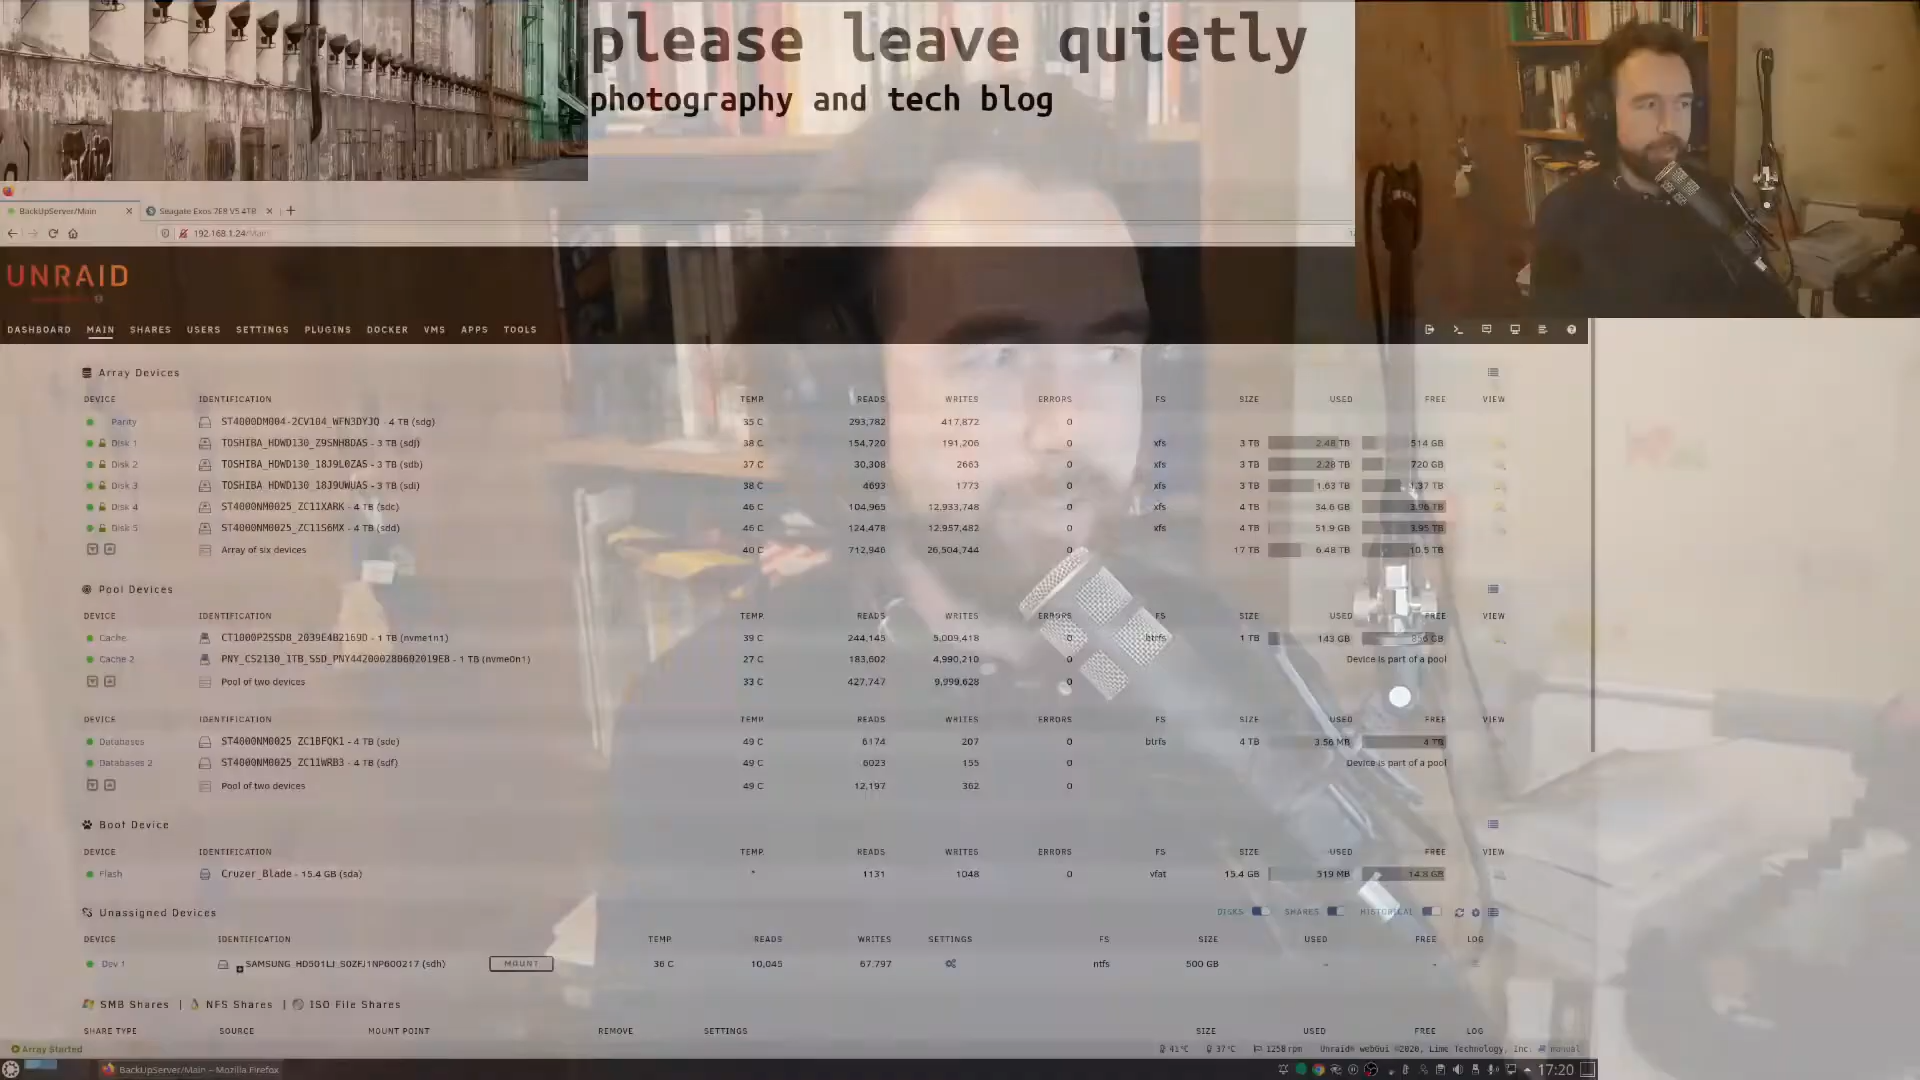 please leave quietly
photography and tech blog
BackUpServer/Main
Seagate Exos 7E8 V5 4TB
192.168.1.24/Main
UNRAID
DASHBOARD MAIN SHARES USERS SETTINGS PLUGINS DOCKER VMS APPS TOOLS
Array Devices
DEVICE IDENTIFICATION TEMP. READS WRITES ERRORS FS SIZE USED FREE VIEW
Parity ST4000DM004-2CV104_WFN3DYJQ - 4 TB (sdg) 35 C 293,782 417,872 0
Disk 1 TOSHIBA_HDWD130_Z9SNH8DAS - 3 TB (sdj) 38 C 154,720 191,206 0 xfs 3 TB 2.48 TB 514 GB
Disk 2 TOSHIBA_HDWD130_18J9L0ZAS - 3 TB (sdb) 37 C 30,308 2663 0 xfs 3 TB 2.28 TB 720 GB
Disk 3 TOSHIBA_HDWD130_18J9UWUAS - 3 TB (sdi) 38 C 4693 1773 0 xfs 3 TB 1.63 TB 1.37 TB
Disk 4 ST4000NM0025_ZC11XARK - 4 TB (sdc) 46 C 104,965 12,933,748 0 xfs 4 TB 34.6 GB 3.96 TB
Disk 5 ST4000NM0025_ZC11S6MX - 4 TB (sdd) 46 C 124,478 12,957,482 0 xfs 4 TB 51.9 GB 3.95 TB
Array of six devices 40 C 712,946 26,504,744 0 17 TB 6.48 TB 10.5 TB
Pool Devices
DEVICE IDENTIFICATION TEMP. READS WRITES ERRORS FS SIZE USED FREE VIEW
Cache CT1000P2SSD8_2039E4B2169D - 1 TB (nvme1n1) 39 C 244,145 5,009,418 0 btrfs 1 TB 143 GB 856 GB
Cache 2 PNY_CS2130_1TB_SSD_PNY442000280602019E8 - 1 TB (nvme0n1) 27 C 183,602 4,990,210 0 Device is part of a pool
Pool of two devices 33 C 427,747 9,999,628 0
DEVICE IDENTIFICATION TEMP. READS WRITES ERRORS FS SIZE USED FREE VIEW
Databases ST4000NM0025_ZC1BFQK1 - 4 TB (sde) 49 C 6174 207 0 btrfs 4 TB 3.56 MB 4 TB
Databases 2 ST4000NM0025_ZC11WRB3 - 4 TB (sdf) 49 C 6023 155 0 Device is part of a pool
Pool of two devices 49 C 12,197 362 0
Boot Device
DEVICE IDENTIFICATION TEMP. READS WRITES ERRORS FS SIZE USED FREE VIEW
Flash Cruzer_Blade - 15.4 GB (sda) * 1131 1048 0 vfat 15.4 GB 519 MB 14.8 GB
Unassigned Devices DISKS SHARES HISTORICAL
DEVICE IDENTIFICATION TEMP READS WRITES SETTINGS FS SIZE USED FREE LOG
Dev 1 SAMSUNG_HD501LJ_S0ZFJ1NP600217 (sdh) MOUNT 36 C 10,045 67,797 ntfs 500 GB - -
SMB Shares | NFS Shares | ISO File Shares
SHARE TYPE SOURCE MOUNT POINT REMOVE SETTINGS SIZE USED FREE LOG
Array Started 41°C 37°C 1258 rpm Unraid® webGui ©2020, Lime Technology, Inc. manual
BackUpServer/Main – Mozilla Firefox 17:20